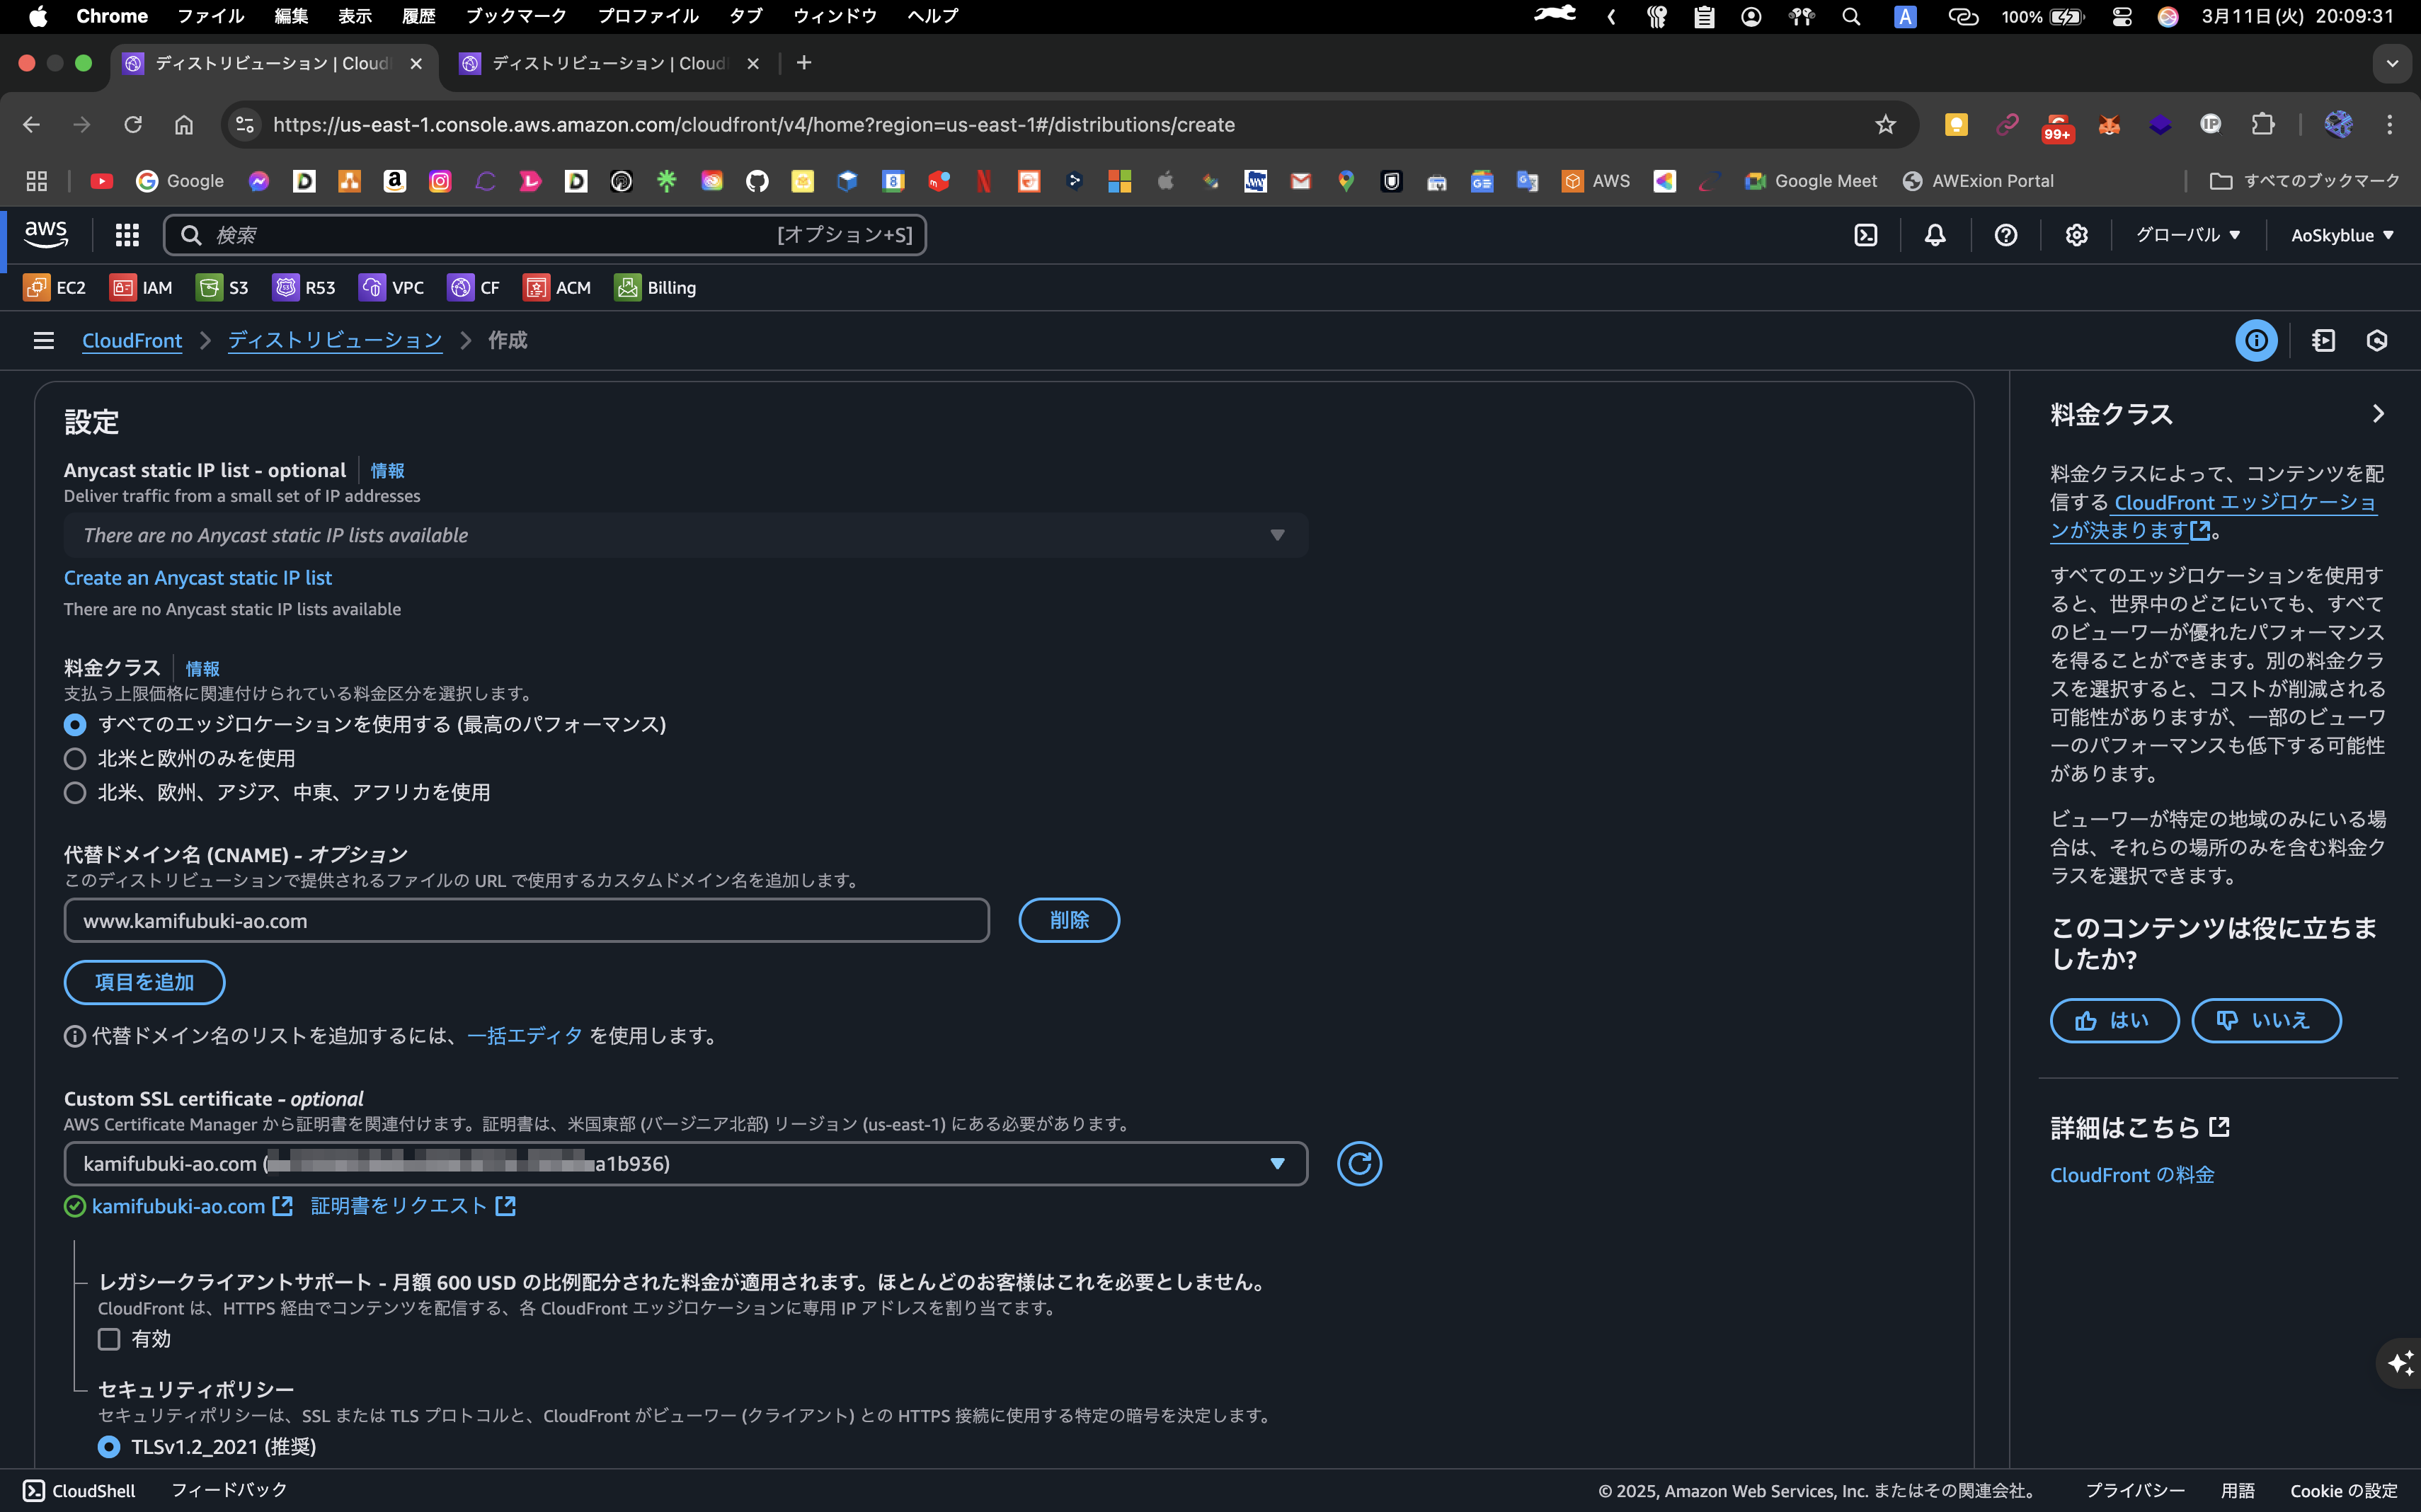 Chrome ファイル 編集 表示 履歴 ブックマーク プロファイル タブ ウィンドウ ヘルプ A 100% 3月11日(火) 20:09:31
ディストリビューション | Cloud ディストリビューション | Cloud
https://us-east-1.console.aws.amazon.com/cloudfront/v4/home?region=us-east-1#/distributions/create 99+ IP
Google AWS Google Meet AWExion Portal すべてのブックマーク
aws 検索 [オプション+S] グローバル AoSkyblue
EC2 IAM S3 R53 VPC CF ACM Billing
CloudFront ディストリビューション 作成
設定
Anycast static IP list - optional 情報
Deliver traffic from a small set of IP addresses
There are no Anycast static IP lists available
Create an Anycast static IP list
There are no Anycast static IP lists available
料金クラス 情報
支払う上限価格に関連付けられている料金区分を選択します。
すべてのエッジロケーションを使用する (最高のパフォーマンス)
北米と欧州のみを使用
北米、欧州、アジア、中東、アフリカを使用
代替ドメイン名 (CNAME) - オプション
このディストリビューションで提供されるファイルの URL で使用するカスタムドメイン名を追加します。
www.kamifubuki-ao.com 削除
項目を追加
代替ドメイン名のリストを追加するには、一括エディタ を使用します。
Custom SSL certificate - optional
AWS Certificate Manager から証明書を関連付けます。証明書は、米国東部 (バージニア北部) リージョン (us-east-1) にある必要があります。
kamifubuki-ao.com ( a1b936)
kamifubuki-ao.com 証明書をリクエスト
レガシークライアントサポート - 月額 600 USD の比例配分された料金が適用されます。ほとんどのお客様はこれを必要としません。
CloudFront は、HTTPS 経由でコンテンツを配信する、各 CloudFront エッジロケーションに専用 IP アドレスを割り当てます。
有効
セキュリティポリシー
セキュリティポリシーは、SSL または TLS プロトコルと、CloudFront がビューワー (クライアント) との HTTPS 接続に使用する特定の暗号を決定します。
TLSv1.2_2021 (推奨)
料金クラス
料金クラスによって、コンテンツを配
信する CloudFront エッジロケーショ
ンが決まります。
すべてのエッジロケーションを使用す
ると、世界中のどこにいても、すべて
のビューワーが優れたパフォーマンス
を得ることができます。別の料金クラ
スを選択すると、コストが削減される
可能性がありますが、一部のビューワ
ーのパフォーマンスも低下する可能性
があります。
ビューワーが特定の地域のみにいる場
合は、それらの場所のみを含む料金ク
ラスを選択できます。
このコンテンツは役に立ちま
したか?
はい いいえ
詳細はこちら
CloudFront の料金
CloudShell フィードバック © 2025, Amazon Web Services, Inc. またはその関連会社。 プライバシー 用語 Cookie の設定